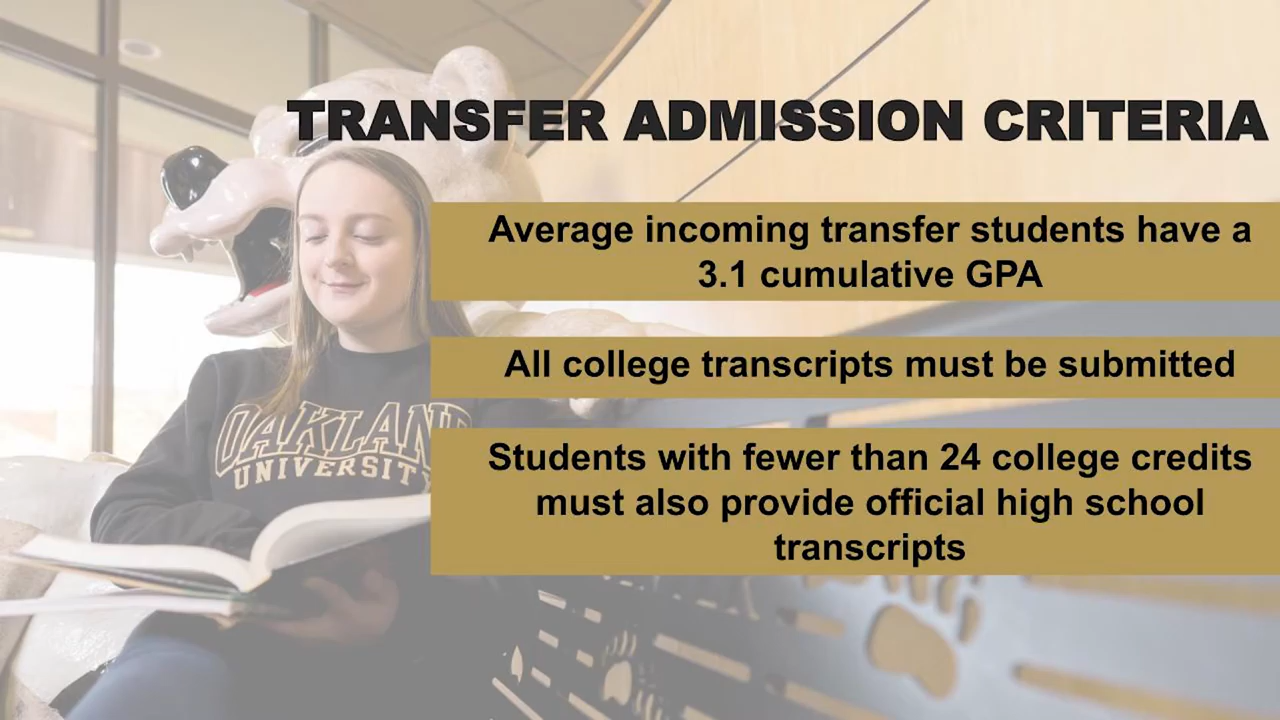 TRANSFER ADMISSION CRITERIA
Average incoming transfer students have a
3.1 cumulative GPA
All college transcripts must be submitted
Students with fewer than 24 college credits
must also provide official high school
transcripts
OAKLAND
UNIVERSITY